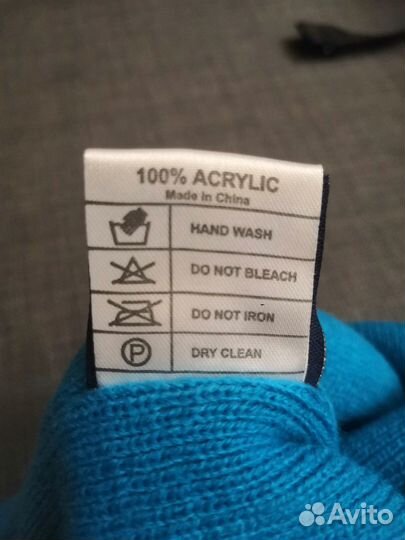 100% ACRYLIC
Made in China
HAND WASH
DO NOT BLEACH
DO NOT IRON
P DRY CLEAN
Avito